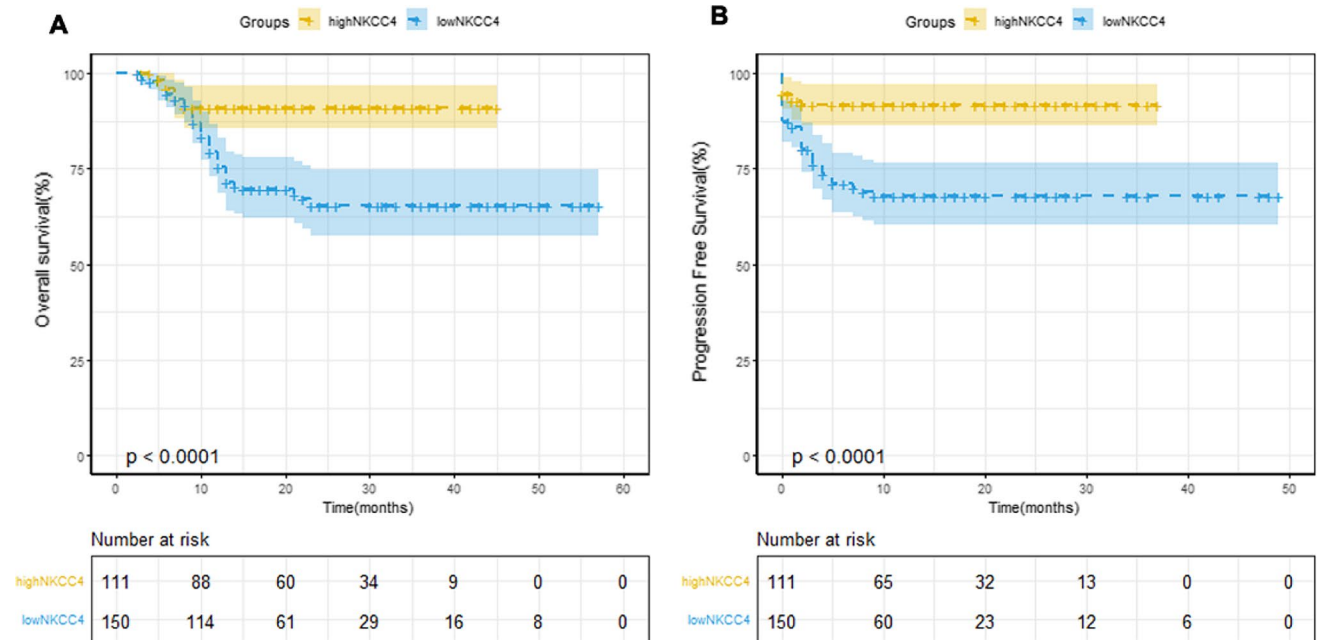 A
Groups highNKCC4 lowNKCC4
100
75
50
25
0
Overall survival(%)
p < 0.0001
0 10 20 30 40 50 60
Time(months)
Number at risk
highNKCC4 111 88 60 34 9 0 0
lowNKCC4 150 114 61 29 16 8 0
B
Groups highNKCC4 lowNKCC4
100
75
50
25
0
Progression Free Survival(%)
p < 0.0001
0 10 20 30 40 50
Time(months)
Number at risk
highNKCC4 111 65 32 13 0 0
lowNKCC4 150 60 23 12 6 0